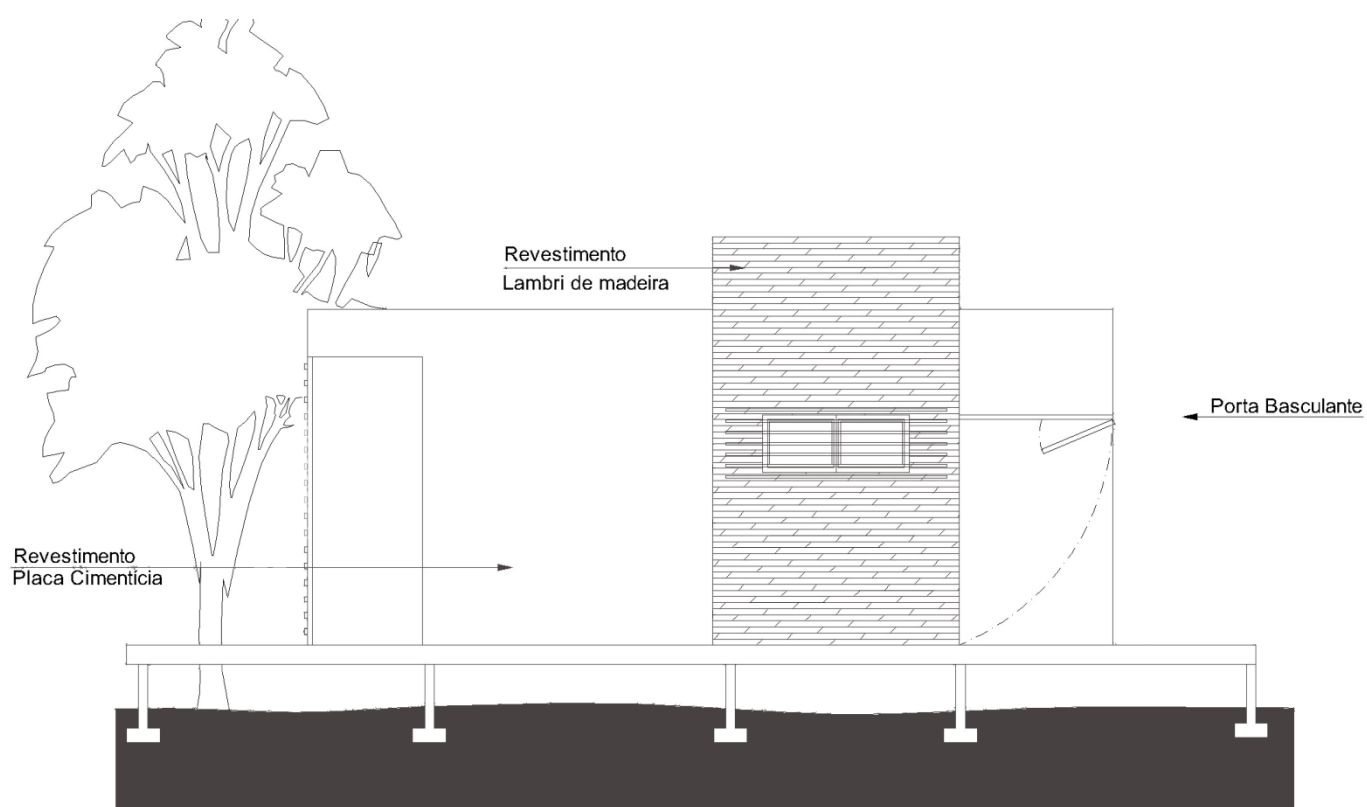 Revestimento
Lambri de madeira
Porta Basculante
Revestimento
Placa Cimentícia